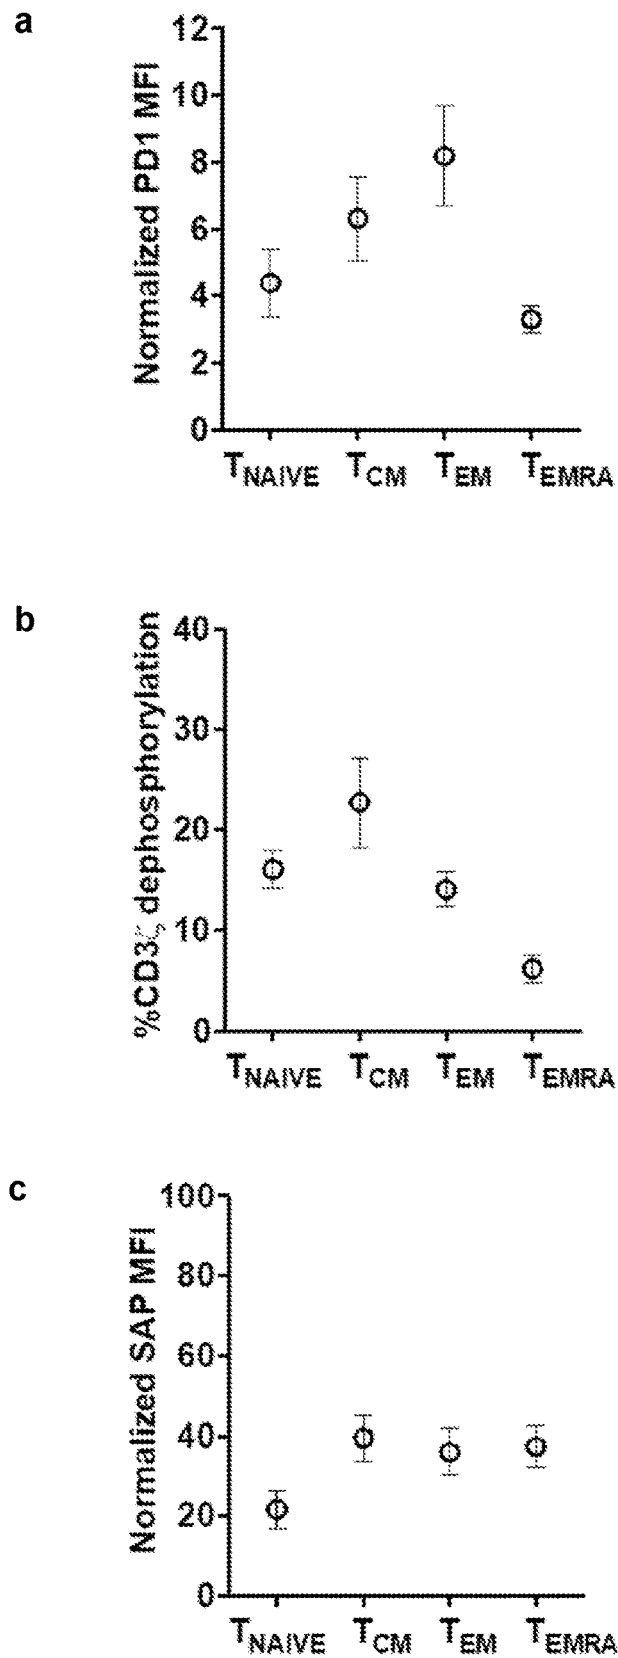 a
Normalized PD1 MFI
12
10
8
6
4
2
0
TNAIVE TCM TEM TEMRA
b
%CD3ζ dephosphorylation
40
30
20
10
0
TNAIVE TCM TEM TEMRA
c
Normalized SAP MFI
100
80
60
40
20
0
TNAIVE TCM TEM TEMRA